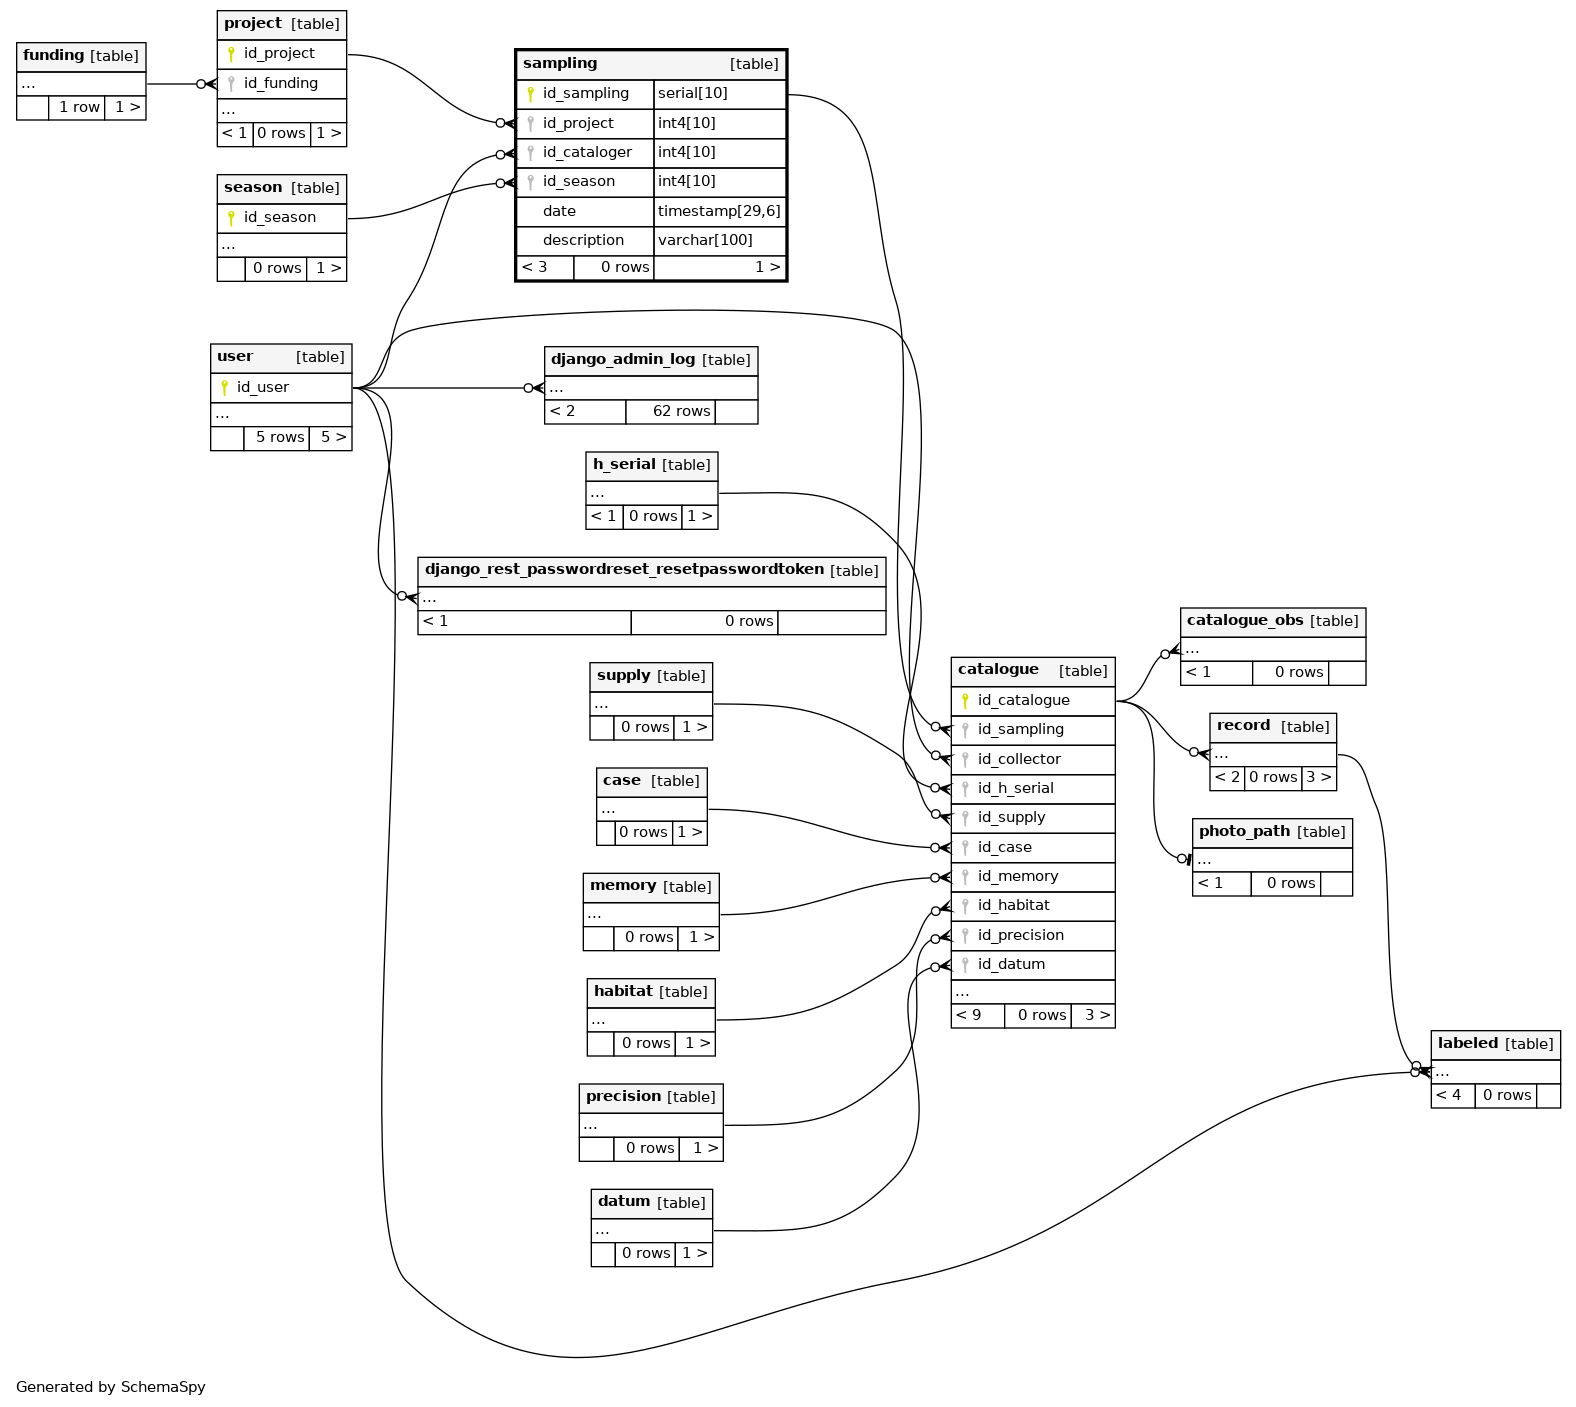 funding [table]
...
1 row 1 >
project [table]
id_project
id_funding
...
< 1 0 rows 1 >
season [table]
id_season
...
0 rows 1 >
user [table]
id_user
...
5 rows 5 >
sampling [table]
id_sampling serial[10]
id_project int4[10]
id_cataloger int4[10]
id_season int4[10]
date timestamp[29,6]
description varchar[100]
< 3 0 rows 1 >
django_admin_log [table]
...
< 2 62 rows
h_serial [table]
...
< 1 0 rows 1 >
django_rest_passwordreset_resetpasswordtoken [table]
...
< 1 0 rows
supply [table]
...
0 rows 1 >
case [table]
...
0 rows 1 >
memory [table]
...
0 rows 1 >
habitat [table]
...
0 rows 1 >
precision [table]
...
0 rows 1 >
datum [table]
...
0 rows 1 >
catalogue [table]
id_catalogue
id_sampling
id_collector
id_h_serial
id_supply
id_case
id_memory
id_habitat
id_precision
id_datum
...
< 9 0 rows 3 >
catalogue_obs [table]
...
< 1 0 rows
record [table]
...
< 2 0 rows 3 >
photo_path [table]
...
< 1 0 rows
labeled [table]
...
< 4 0 rows
Generated by SchemaSpy